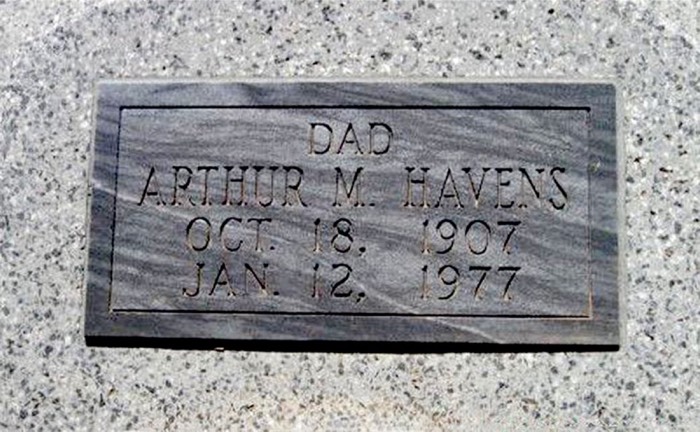 DAD
ARTHUR M. HAVENS
OCT. 18, 1907
JAN. 12, 1977